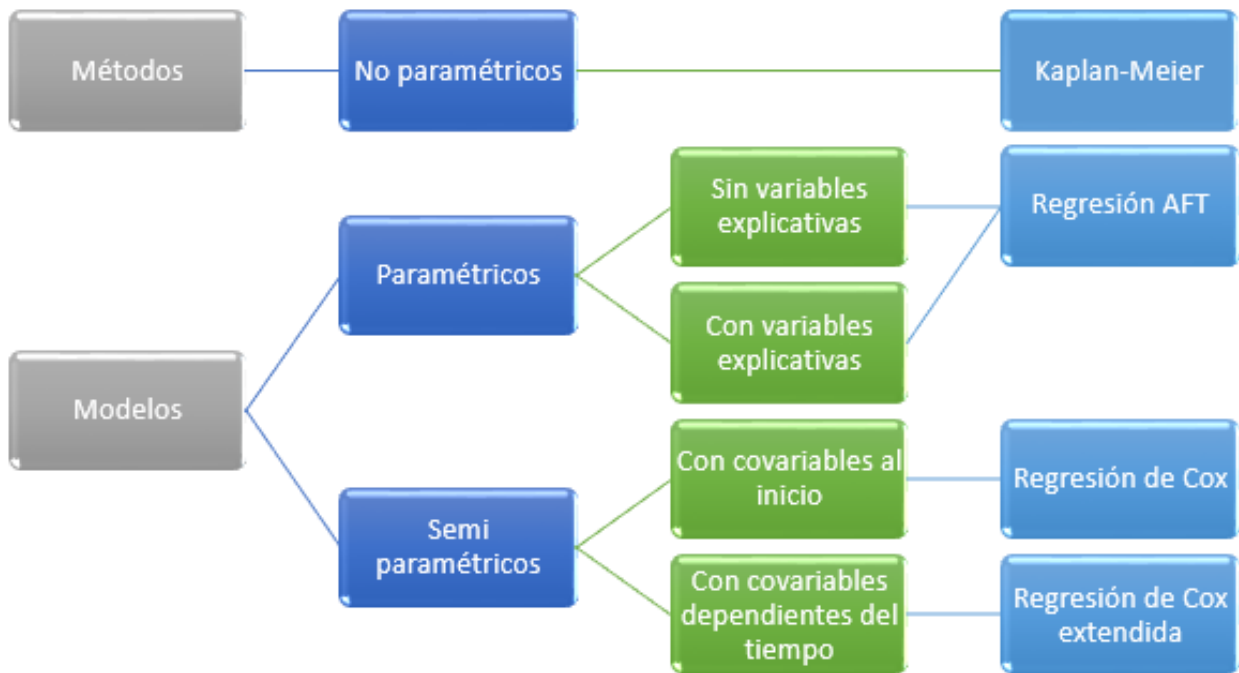 Métodos
No paramétricos
Kaplan-Meier
Sin variables
explicativas
Regresión AFT
Paramétricos
Con variables
explicativas
Modelos
Con covariables al
inicio
Regresión de Cox
Semi
paramétricos
Con covariables
dependientes del
tiempo
Regresión de Cox
extendida